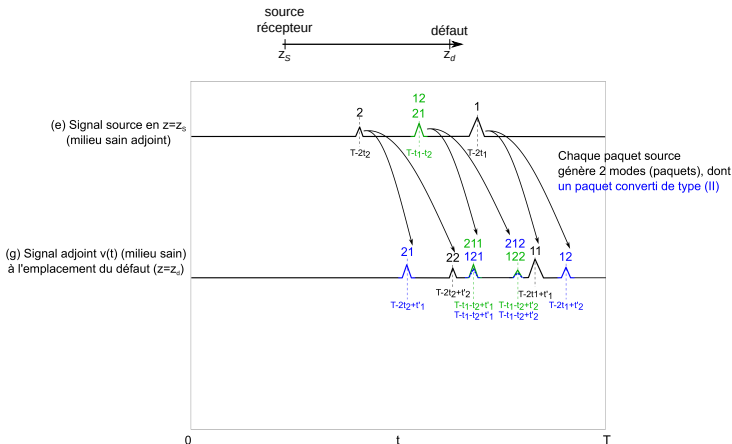 source
récepteur
défaut
z_S
z_d
12
2
21
1
(e) Signal source en z=z_S
(milieu sain adjoint)
T-2t_2
T-t_1-t_2
T-2t_1
Chaque paquet source
génère 2 modes (paquets), dont
un paquet converti de type (II)
211
212
21
22
121
122
11
12
(g) Signal adjoint v(t) (milieu sain)
à l'emplacement du défaut (z=z_d)
T-2t_2+t'_1
T-2t_2+t'_2
T-t_1-t_2+t'_1
T-t_1-t_2+t'_1
T-t_1-t_2+t'_2
T-t_1-t_2+t'_2
T-2t1+t'_1
T-2t_1+t'_2
0
t
T